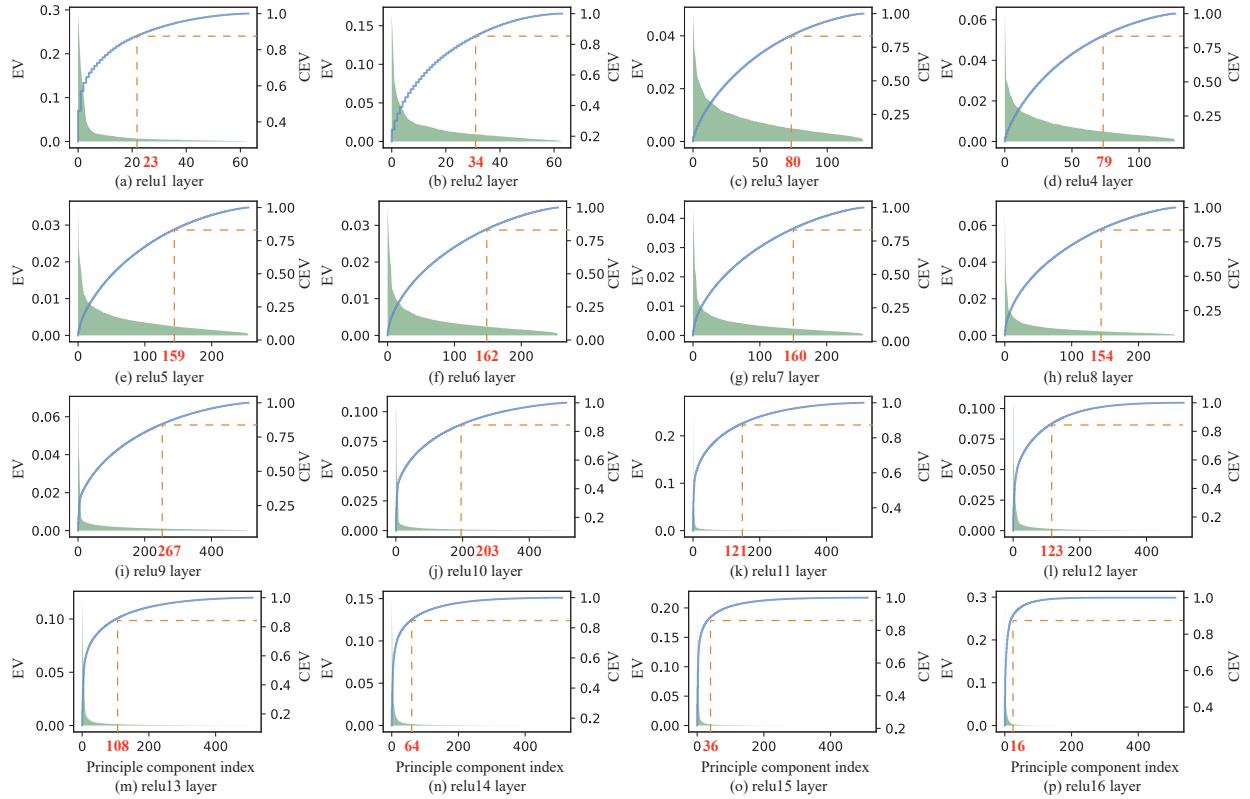 0.3 1.0
0.8
0.2
0.6
0.1
0.4
0.0
EV CEV
0 20 40 60
23
(a) relu1 layer
0.15 1.0
0.8
0.10
0.6
0.05 0.4
0.00 0.2
EV CEV
0 20 40 60
34
(b) relu2 layer
0.04 1.00
0.75
0.02 0.50
0.25
0.00
EV CEV
0 50 100
80
(c) relu3 layer
0.06 1.00
0.04 0.75
0.02 0.50
0.25
0.00
EV CEV
0 50 100
79
(d) relu4 layer
0.03 1.00
0.75
0.02
0.50
0.01 0.25
0.00 0.00
EV CEV
0 100 200
159
(e) relu5 layer
0.03 1.00
0.75
0.02
0.50
0.01 0.25
0.00 0.00
EV CEV
0 100 200
162
(f) relu6 layer
0.04 1.00
0.03 0.75
0.02 0.50
0.01 0.25
0.00 0.00
EV CEV
0 100 200
160
(g) relu7 layer
0.06 1.00
0.04 0.75
0.50
0.02 0.25
0.00
EV CEV
0 100 200
154
(h) relu8 layer
0.06 1.00
0.04 0.75
0.02 0.50
0.25
0.00
EV CEV
0 200 400
267
(i) relu9 layer
0.100 1.0
0.075 0.8
0.050 0.6
0.025 0.4
0.000 0.2
EV CEV
0 200 400
203
(j) relu10 layer
0.2 1.0
0.8
0.1 0.6
0.0 0.4
EV CEV
0 200 400
121
(k) relu11 layer
0.100 1.0
0.075 0.8
0.050 0.6
0.025 0.4
0.000 0.2
EV CEV
0 200 400
123
(l) relu12 layer
0.10 1.0
0.8
0.05 0.6
0.4
0.00 0.2
EV CEV
0 200 400
108
Principle component index
(m) relu13 layer
0.15 1.0
0.10 0.8
0.6
0.05 0.4
0.00 0.2
EV CEV
0 200 400
64
Principle component index
(n) relu14 layer
0.20 1.0
0.15 0.8
0.10 0.6
0.05 0.4
0.00 0.2
EV CEV
0 200 400
36
Principle component index
(o) relu15 layer
0.3 1.0
0.2 0.8
0.1 0.6
0.0 0.4
EV CEV
0 200 400
16
Principle component index
(p) relu16 layer